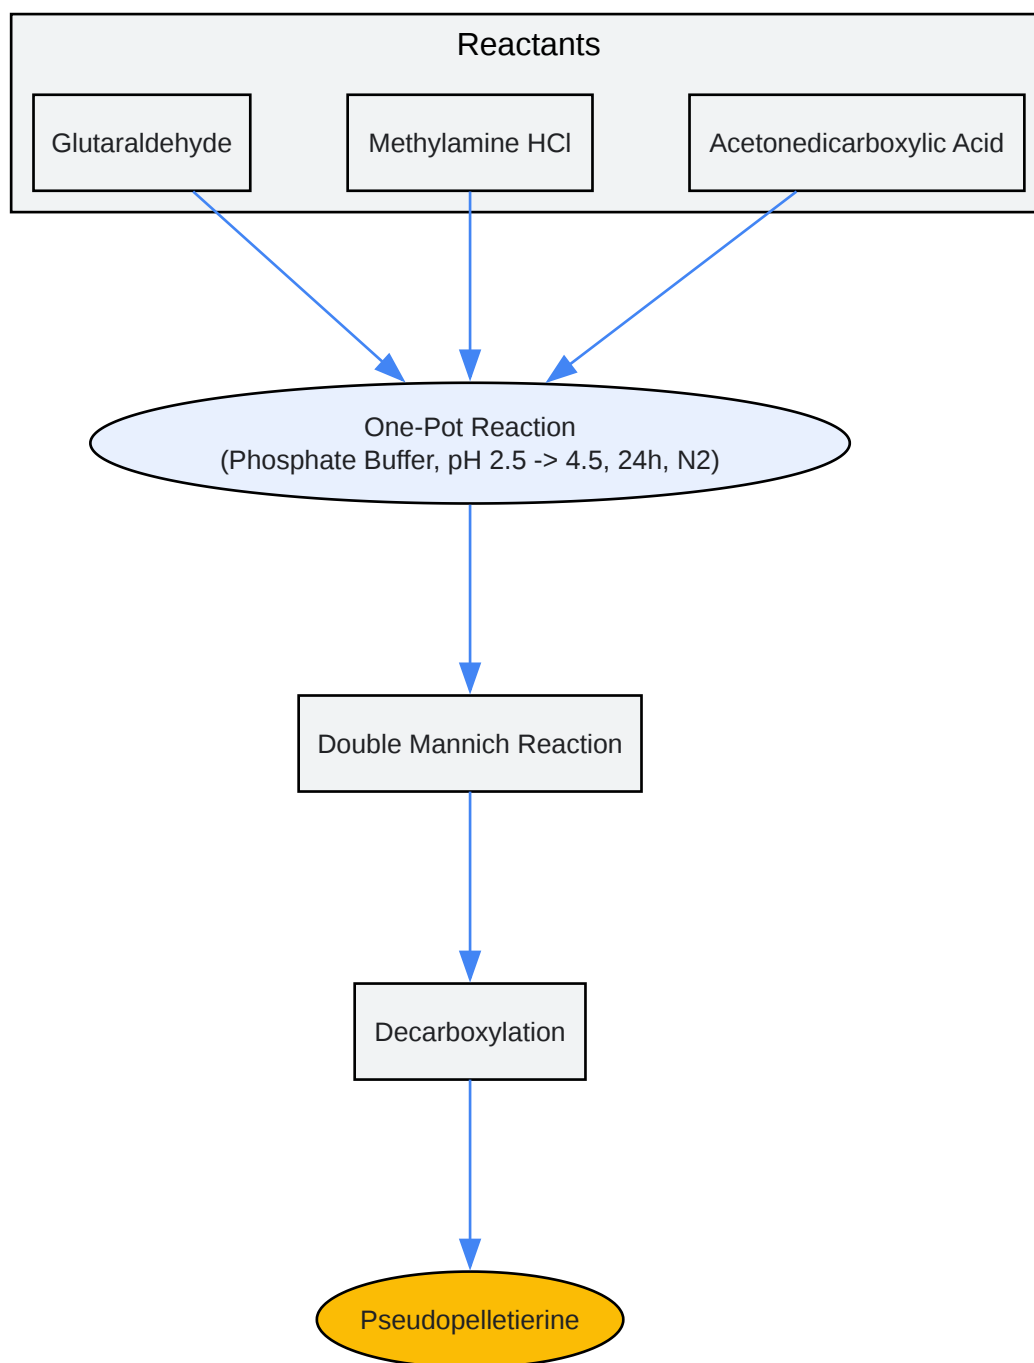 Reactants
Glutaraldehyde
Methylamine HCl
Acetonedicarboxylic Acid
One-Pot Reaction
(Phosphate Buffer, pH 2.5 -> 4.5, 24h, N2)
Double Mannich Reaction
Decarboxylation
Pseudopelletierine